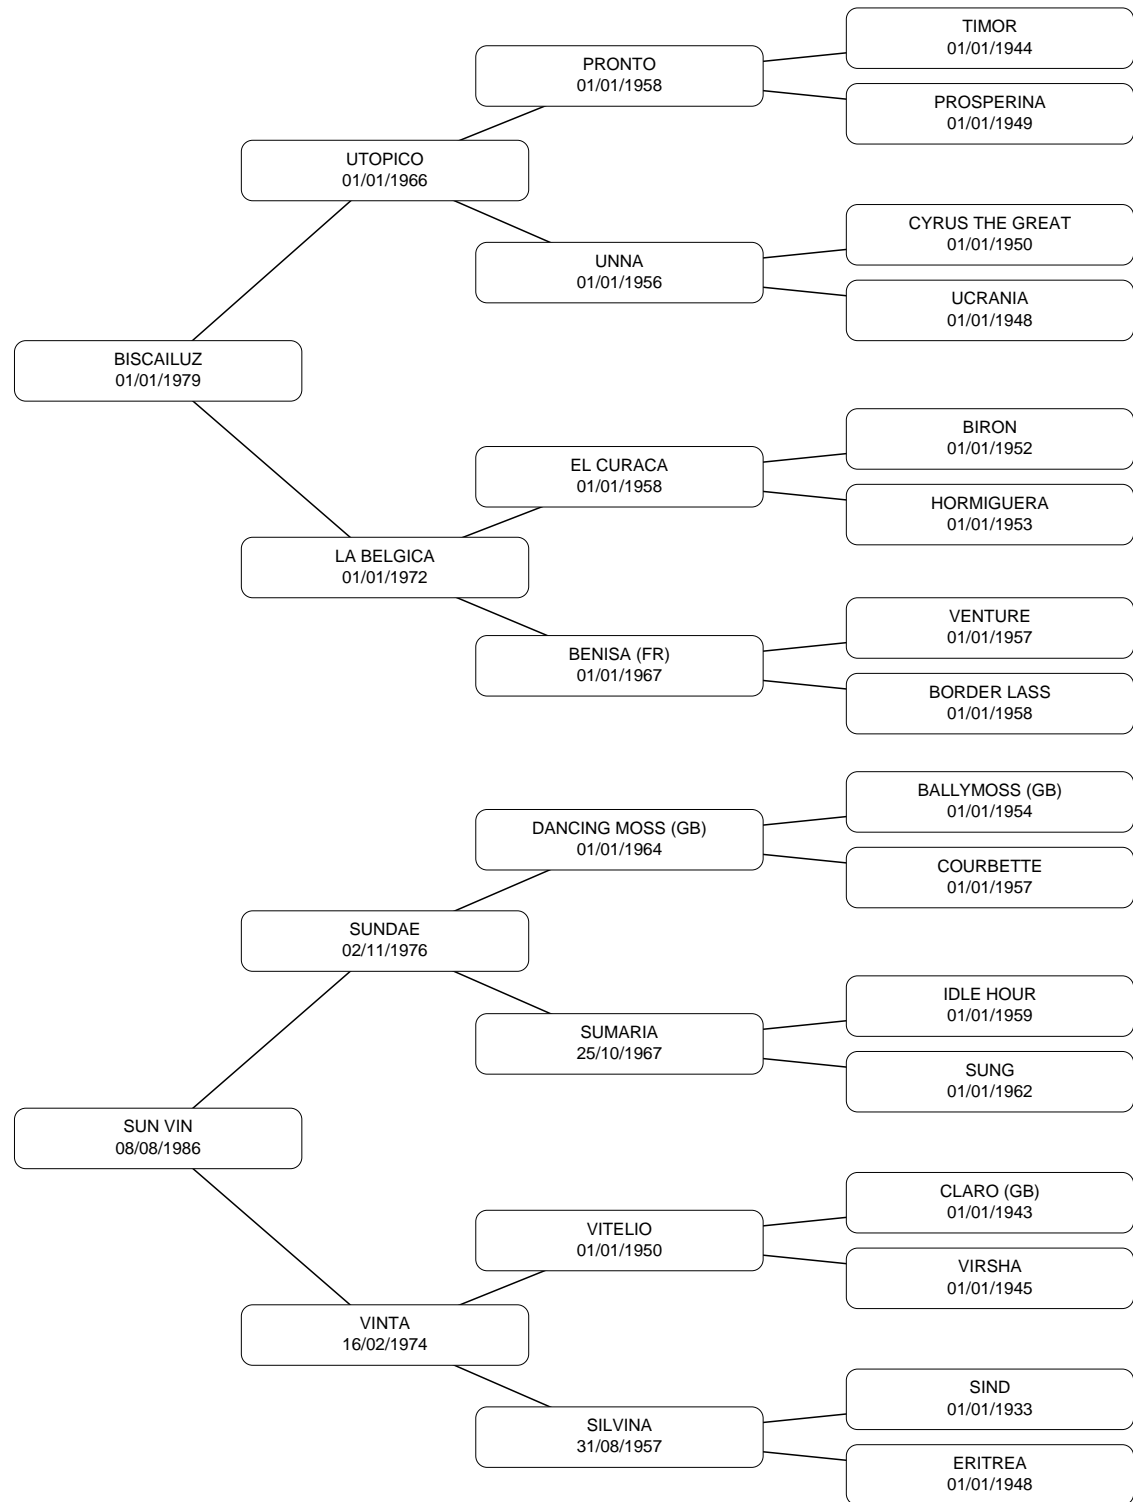 TIMOR
01/01/1944
PRONTO
01/01/1958
PROSPERINA
01/01/1949
UTOPICO
01/01/1966
CYRUS THE GREAT
01/01/1950
UNNA
01/01/1956
UCRANIA
01/01/1948
BISCAILUZ
01/01/1979
BIRON
01/01/1952
EL CURACA
01/01/1958
HORMIGUERA
01/01/1953
LA BELGICA
01/01/1972
VENTURE
01/01/1957
BENISA (FR)
01/01/1967
BORDER LASS
01/01/1958
BALLYMOSS (GB)
01/01/1954
DANCING MOSS (GB)
01/01/1964
COURBETTE
01/01/1957
SUNDAE
02/11/1976
IDLE HOUR
01/01/1959
SUMARIA
25/10/1967
SUNG
01/01/1962
SUN VIN
08/08/1986
CLARO (GB)
01/01/1943
VITELIO
01/01/1950
VIRSHA
01/01/1945
VINTA
16/02/1974
SIND
01/01/1933
SILVINA
31/08/1957
ERITREA
01/01/1948